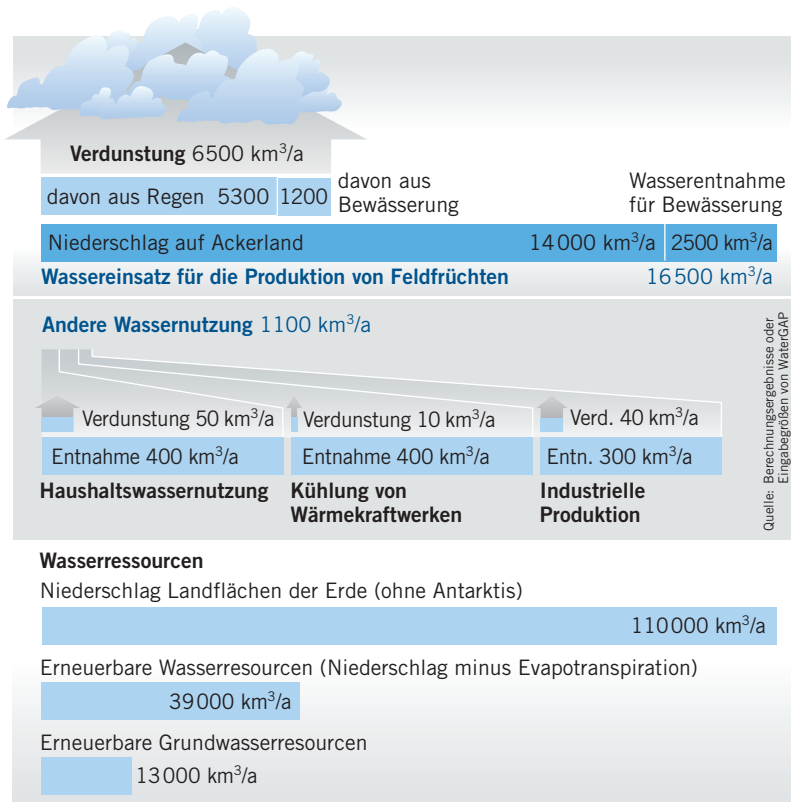 Verdunstung 6500 km³/a
davon aus Regen 5300 1200 davon aus
Bewässerung
Wasserentnahme
für Bewässerung
Niederschlag auf Ackerland 14000 km³/a 2500 km³/a
Wassereinsatz für die Produktion von Feldfrüchten 16500 km³/a
Andere Wassernutzung 1100 km³/a
Verdunstung 50 km³/a Verdunstung 10 km³/a Verd. 40 km³/a
Entnahme 400 km³/a Entnahme 400 km³/a Entn. 300 km³/a
Haushaltswassernutzung
Kühlung von
Wärmekraftwerken
Industrielle
Produktion
Quelle: Berechnungsergebnisse oder
Eingabegrößen von WaterGAP
Wasserressourcen
Niederschlag Landflächen der Erde (ohne Antarktis)
110000 km³/a
Erneuerbare Wasserresourcen (Niederschlag minus Evapotranspiration)
39000 km³/a
Erneuerbare Grundwasserresourcen
13000 km³/a